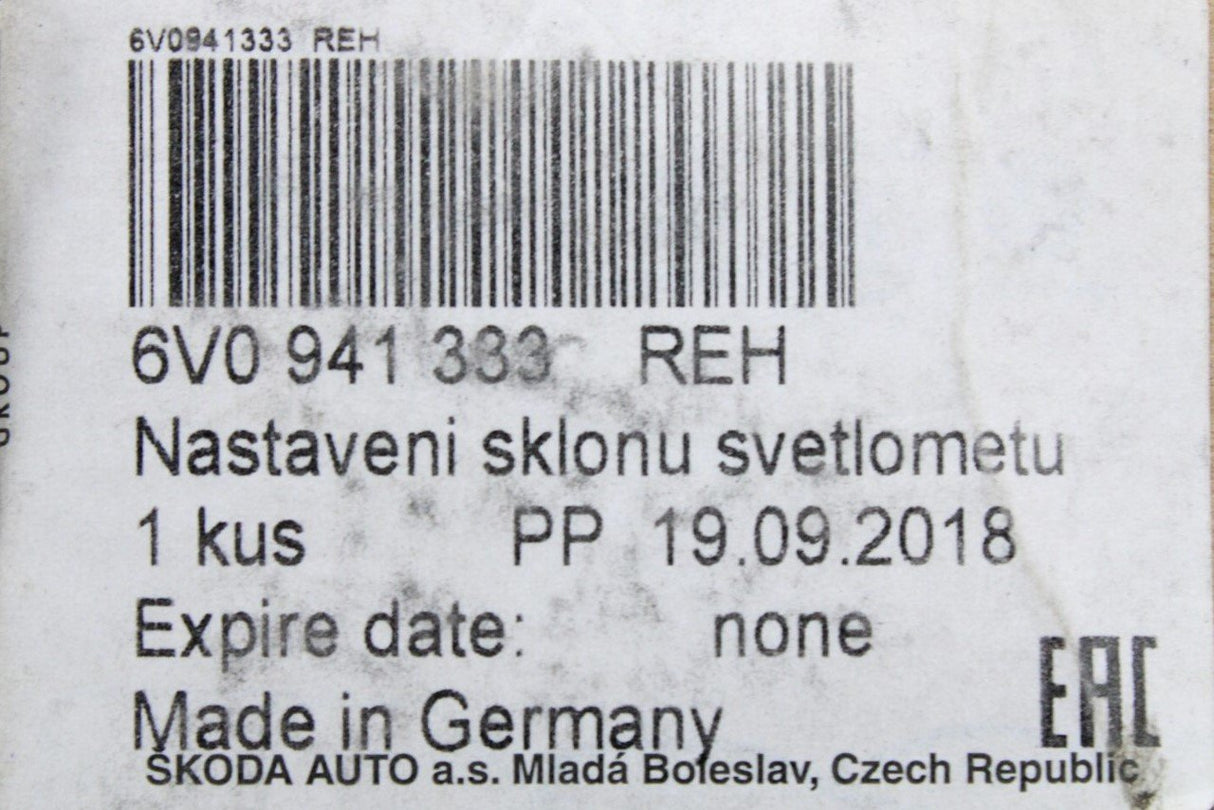 6V0941333 REH
6V0 941 333 REH
Nastaveni sklonu svetlometu
1 kus PP 19.09.2018
Expire date: none
EAC
Made in Germany
ŠKODA AUTO a.s. Mladá Boleslav, Czech Republic
GROUP